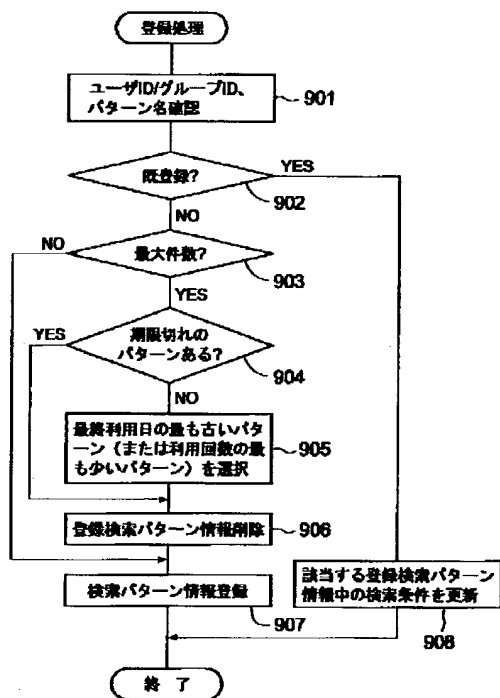 登録処理
ユーザID/グループID、
パターン名確認
901
既登録?
YES
902
NO
NO
最大件数?
903
YES
YES
期限切れの
パターンある?
904
NO
最終利用日の最も古いパタ
ーン(または利用回数の最
も少いパターン)を選択
905
登録検索パターン情報削除
906
検索パターン情報登録
907
該当する登録検索パターン
情報中の検索条件を更新
908
終了